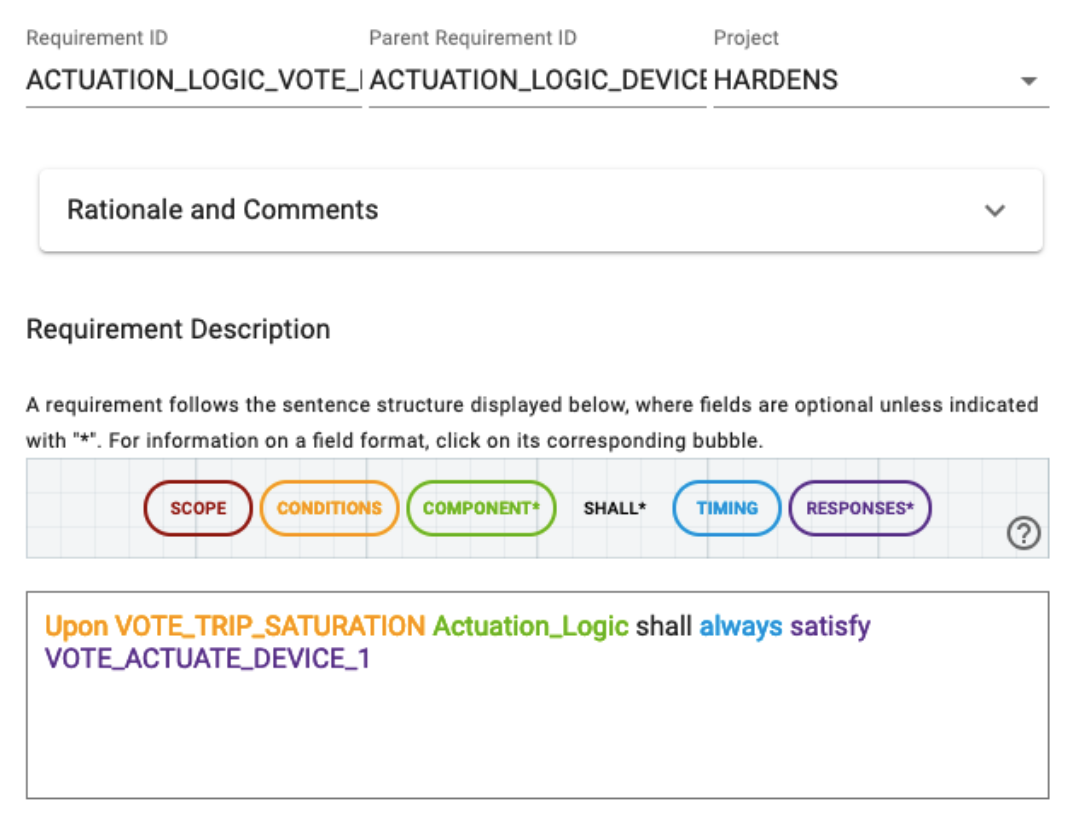 Requirement ID Parent Requirement ID Project
ACTUATION_LOGIC_VOTE_ ACTUATION_LOGIC_DEVICE HARDENS
Rationale and Comments
Requirement Description
A requirement follows the sentence structure displayed below, where fields are optional unless indicated
with "*". For information on a field format, click on its corresponding bubble.
SCOPE CONDITIONS COMPONENT* SHALL* TIMING RESPONSES*
?
Upon VOTE_TRIP_SATURATION Actuation_Logic shall always satisfy
VOTE_ACTUATE_DEVICE_1